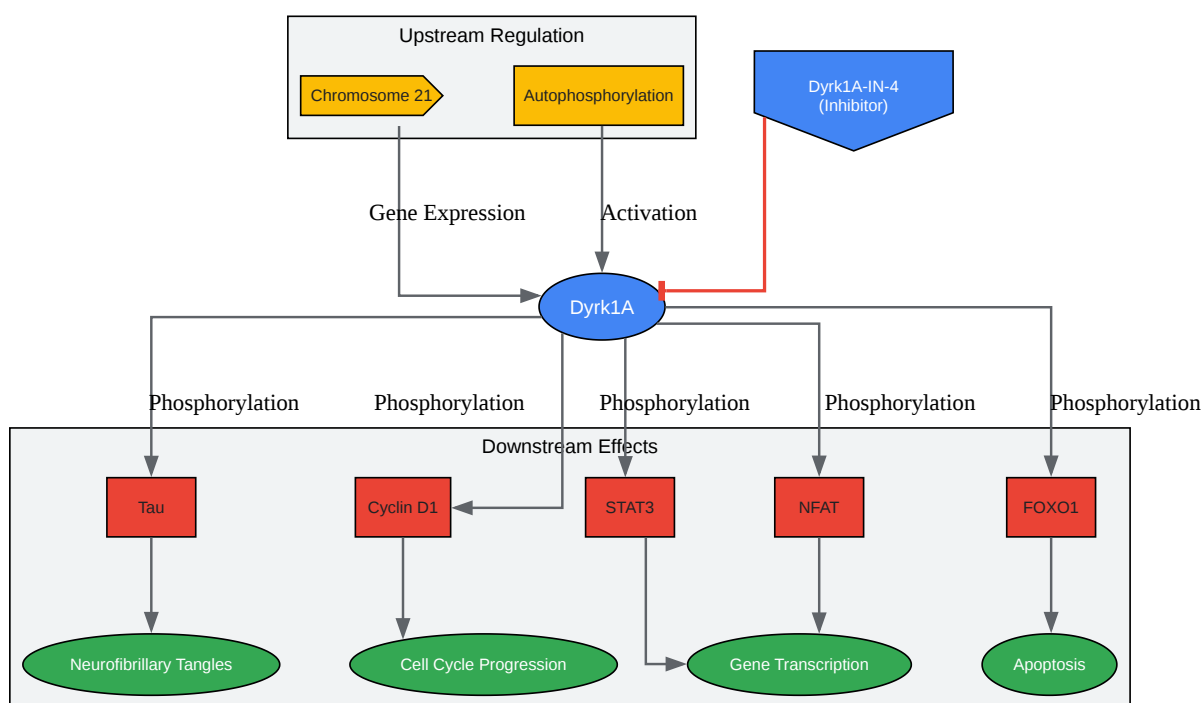 Upstream Regulation
Chromosome 21
Autophosphorylation
Dyrk1A-IN-4
(Inhibitor)
Gene Expression
Activation
Dyrk1A
Phosphorylation
Phosphorylation
Phosphorylation
Phosphorylation
Phosphorylation
Downstream Effects
Tau
Cyclin D1
STAT3
NFAT
FOXO1
Neurofibrillary Tangles
Cell Cycle Progression
Gene Transcription
Apoptosis